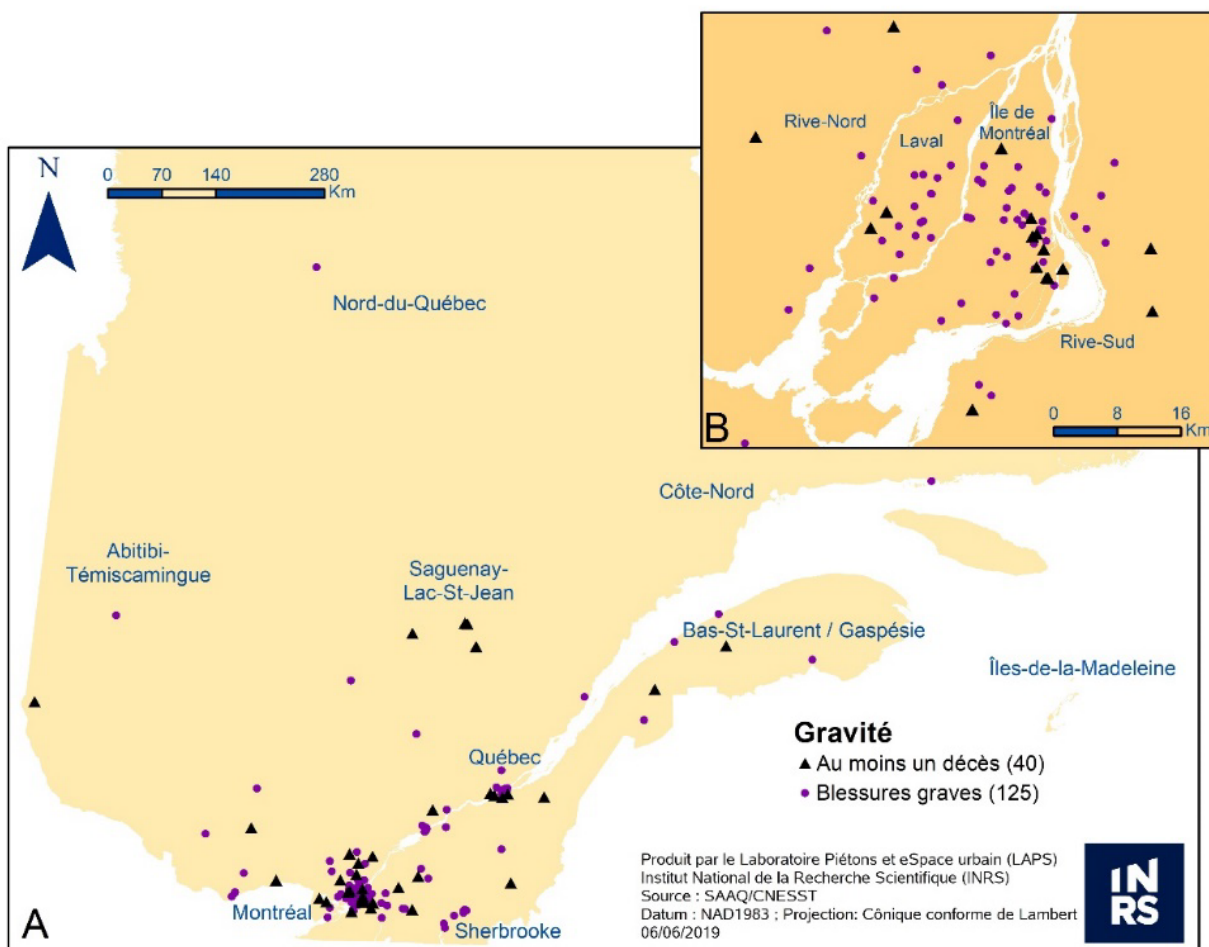 Rive-Nord
Laval
Île de
Montréal
Rive-Sud
0 8 16
Km
B
N
0 70 140 280
Km
Nord-du-Québec
Côte-Nord
Abitibi-
Témiscamingue
Saguenay-
Lac-St-Jean
Bas-St-Laurent / Gaspésie
Îles-de-la-Madeleine
Québec
Montréal
Sherbrooke
A
Gravité
Au moins un décès (40)
Blessures graves (125)
Produit par le Laboratoire Piétons et eSpace urbain (LAPS)
Institut National de la Recherche Scientifique (INRS)
Source : SAAQ/CNESST
Datum : NAD1983 ; Projection: Cônique conforme de Lambert
06/06/2019
IN
RS